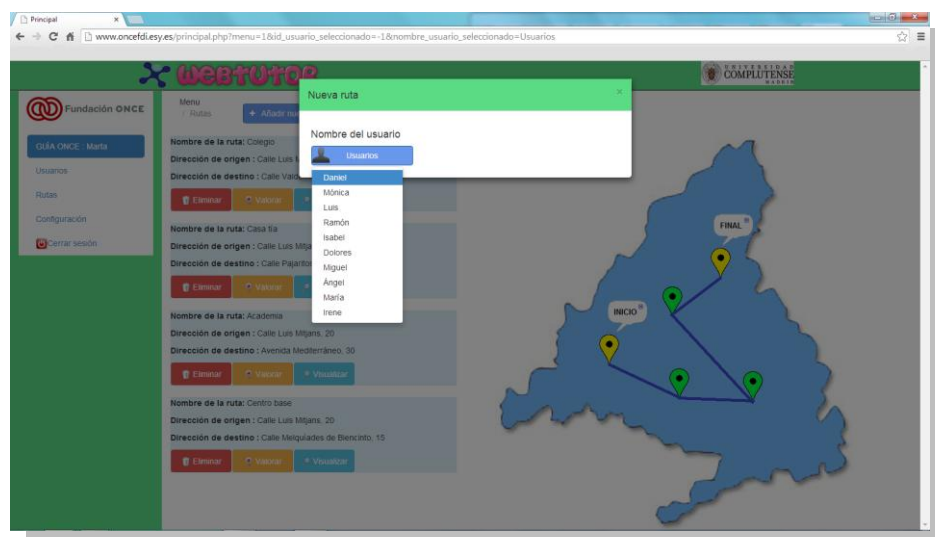 Principal
www.oncefdi.esy.es/principal.php?menu=1&id_usuario_seleccionado=-1&nombre_usuario_seleccionado=Usuarios
WEBTUTOR
UNIVERSIDAD
COMPLUTENSE
MADRID
Fundación ONCE
GUÍA ONCE : Marta
Usuarios
Rutas
Configuración
Cerrar sesión
Menu
Rutas
+ Añadir
Nueva ruta
×
Nombre del usuario
Usuarios
Daniel
Mónica
Luis
Ramón
Isabel
Dolores
Miguel
Ángel
María
Irene
Nombre de la ruta: Colegio
Dirección de origen : Calle Luis
Dirección de destino : Calle
Eliminar
Valorar
Nombre de la ruta: Casa tía
Dirección de origen : Calle Luis
Dirección de destino : Calle
Eliminar
Valorar
Nombre de la ruta: Academia
Dirección de origen : Calle Luis Mitjans, 20
Dirección de destino : Avenida Mediterráneo, 30
Eliminar
Valorar
Visualizar
Nombre de la ruta: Centro base
Dirección de origen : Calle Luis Mitjans, 20
Dirección de destino : Calle Melquiades de Biencinto, 15
Eliminar
Valorar
Visualizar
FINAL
INICIO